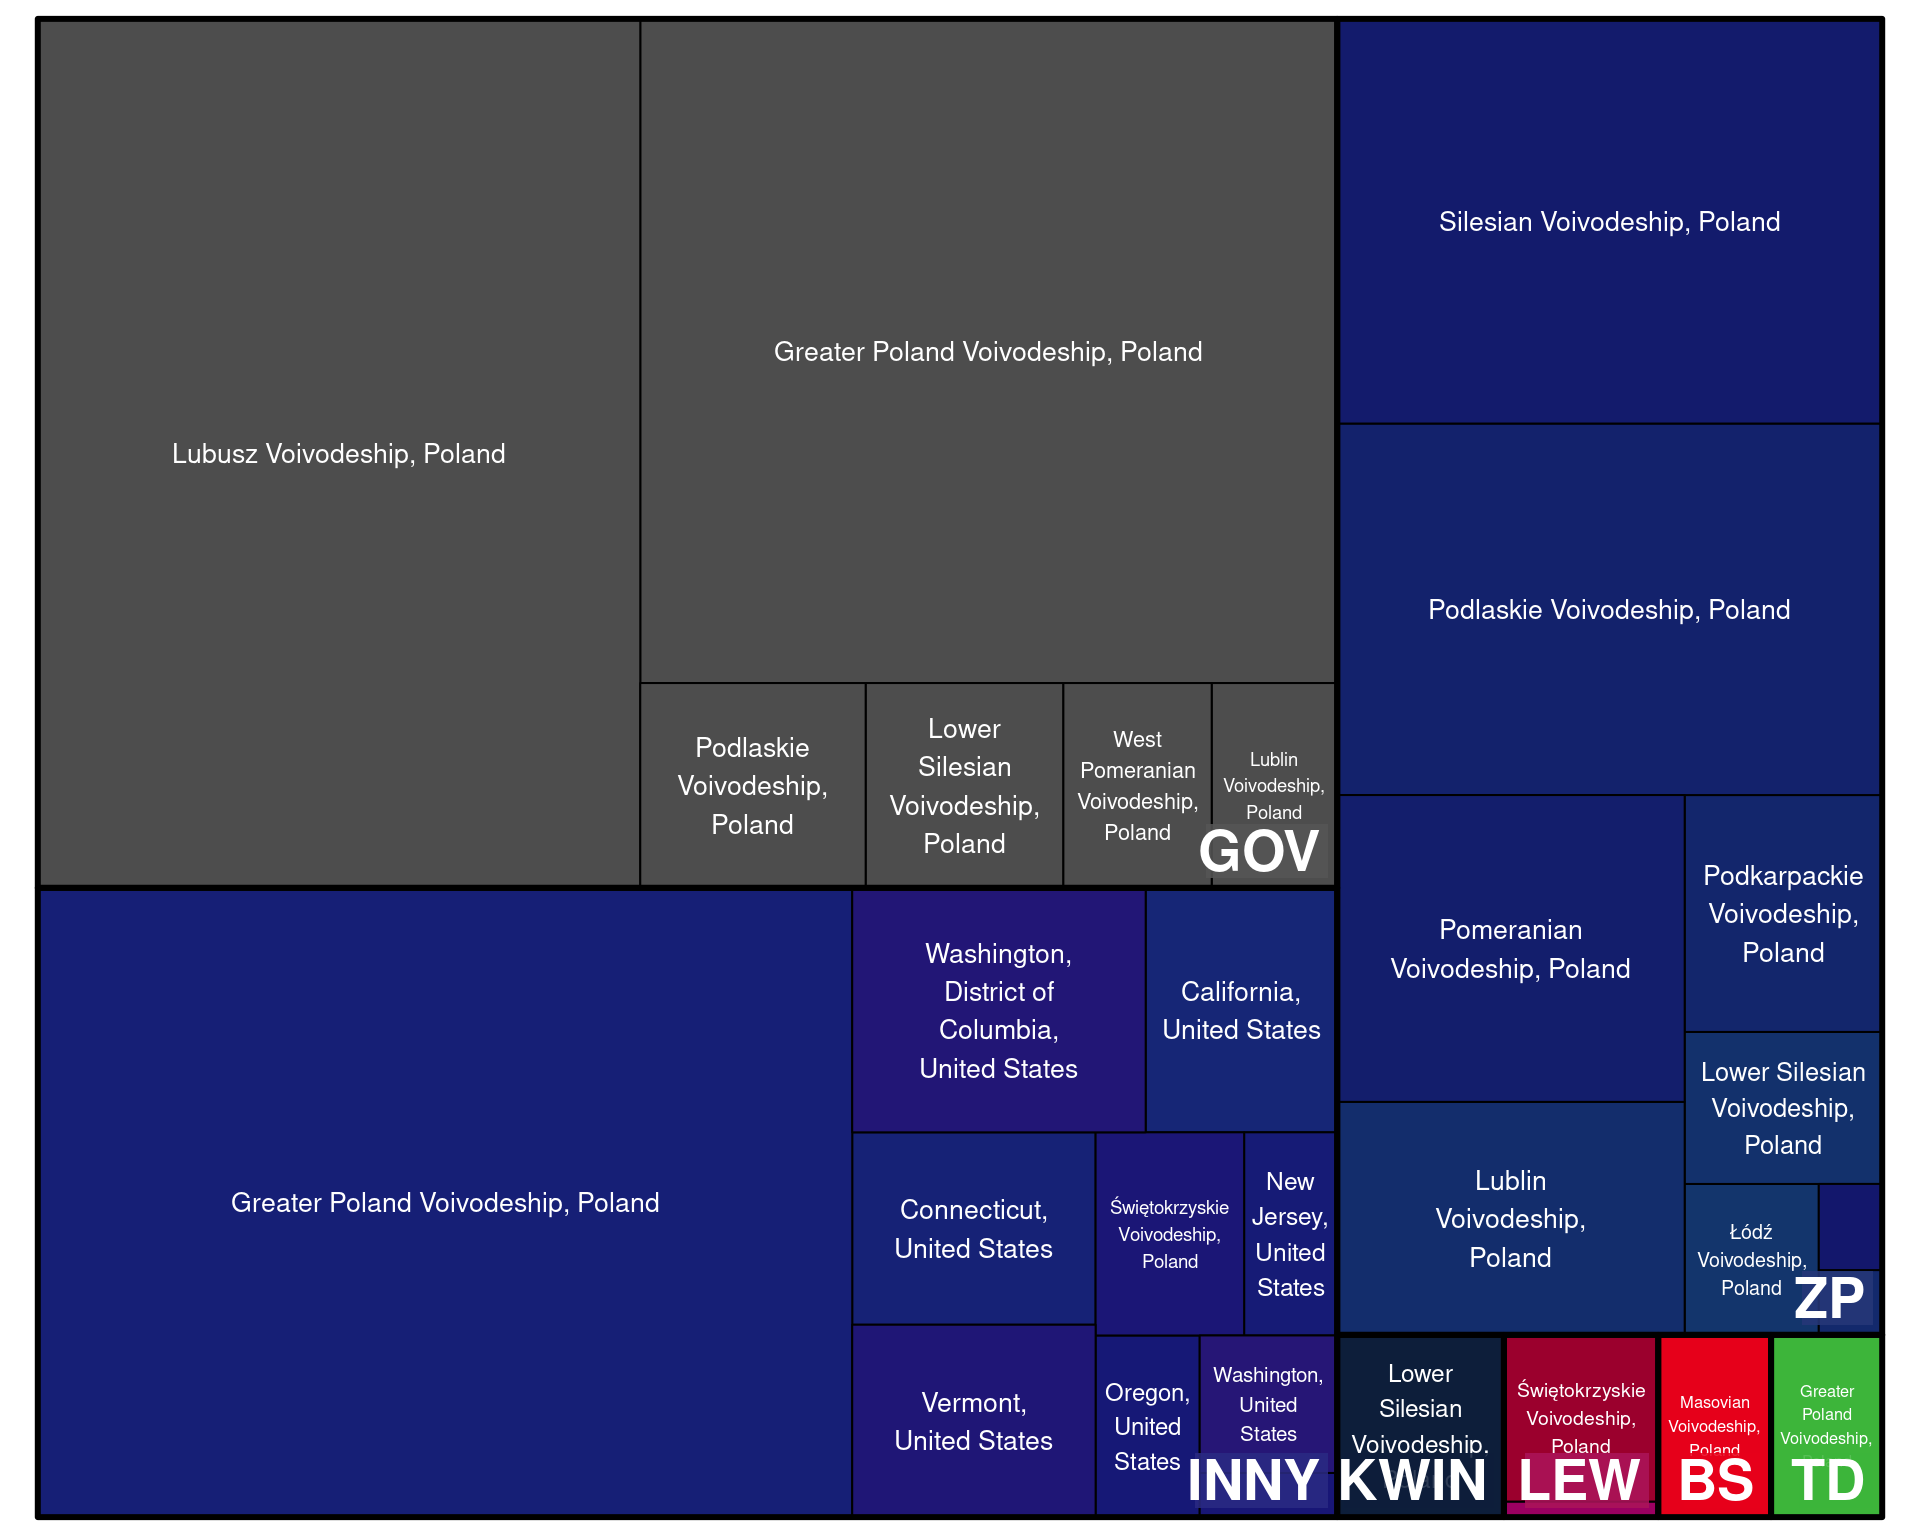 Lubusz Voivodeship, Poland
Greater Poland Voivodeship, Poland
Podlaskie
Voivodeship,
Poland
Lower
Silesian
Voivodeship,
Poland
West
Pomeranian
Voivodeship,
Poland
Lublin
Voivodeship,
Poland
GOV
Greater Poland Voivodeship, Poland
Washington,
District of
Columbia,
United States
California,
United States
Connecticut,
United States
Świętokrzyskie
Voivodeship,
Poland
New
Jersey,
United
States
Vermont,
United States
Oregon,
United
States
Washington,
United
States
INNY
Silesian Voivodeship, Poland
Podlaskie Voivodeship, Poland
Pomeranian
Voivodeship, Poland
Podkarpackie
Voivodeship,
Poland
Lower Silesian
Voivodeship,
Poland
Lublin
Voivodeship,
Poland
Łódź
Voivodeship,
Poland
ZP
Lower
Silesian
Voivodeship,
KWIN
Świętokrzyskie
Voivodeship,
Poland
LEW
Masovian
Voivodeship,
Poland
BS
Greater
Poland
Voivodeship,
TD